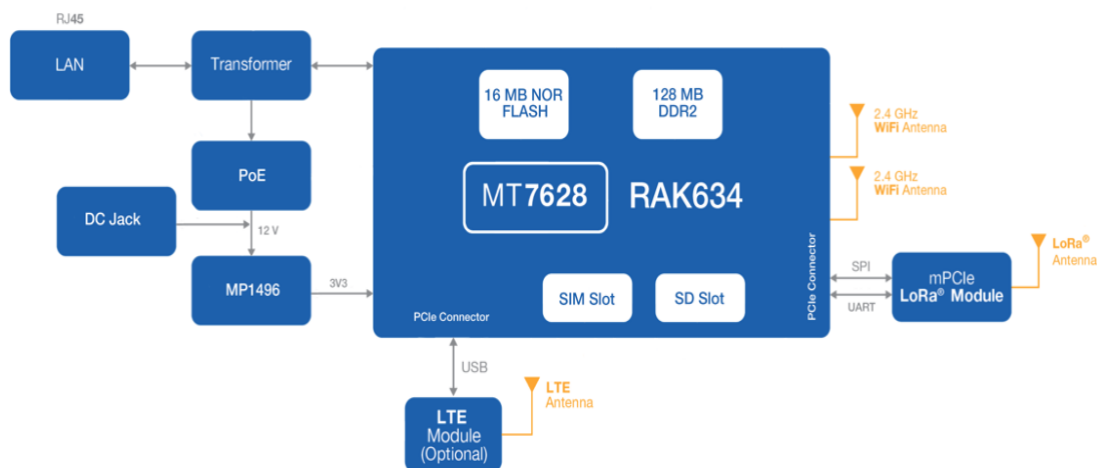 RJ45
LAN
Transformer
16 MB NOR
FLASH
128 MB
DDR2
2.4 GHz
WiFi Antenna
PoE
MT7628
RAK634
2.4 GHz
WiFi Antenna
DC Jack
12 V
MP1496
3V3
SIM Slot
SD Slot
PCIe Connector
PCIe Connector
SPI
UART
mPCIe
LoRa® Module
LoRa®
Antenna
USB
LTE
Module
(Optional)
LTE
Antenna